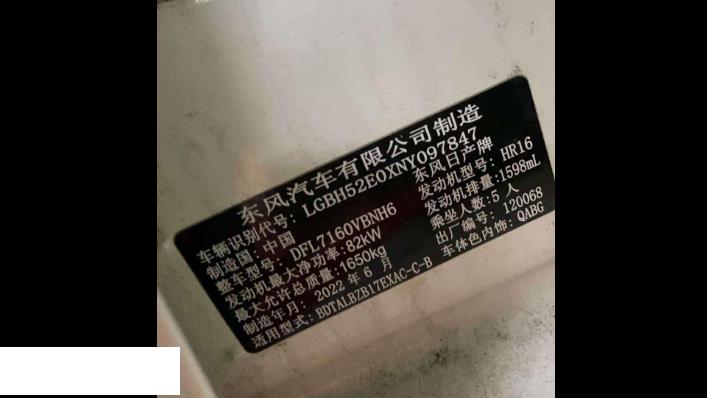 东风汽车有限公司制造
车辆识别代号: LGBH52E0XNY097847
制造国: 中国 东风日产牌
整车型号: DFL7160VBNH6 发动机型号: HR16
发动机最大净功率: 82kW 发动机排量: 1598mL
最大允许总质量: 1650kg 乘坐人数: 5 人
制造年月: 2022 年 6 月 出厂编号: 120068
适用型式: BDTALBZB17EXAC-C-B 车体色内饰: QABG